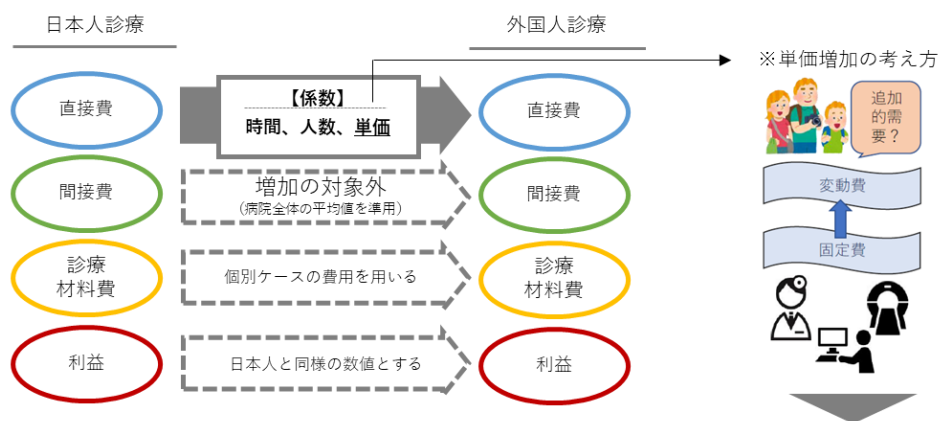 日本人診療
外国人診療
※単価増加の考え方
直接費
【係数】
時間、人数、単価
直接費
追加
的需
要？
間接費
増加の対象外
(病院全体の平均値を準用)
間接費
変動費
固定費
診療
材料費
個別ケースの費用を用いる
診療
材料費
利益
日本人と同様の数値とする
利益